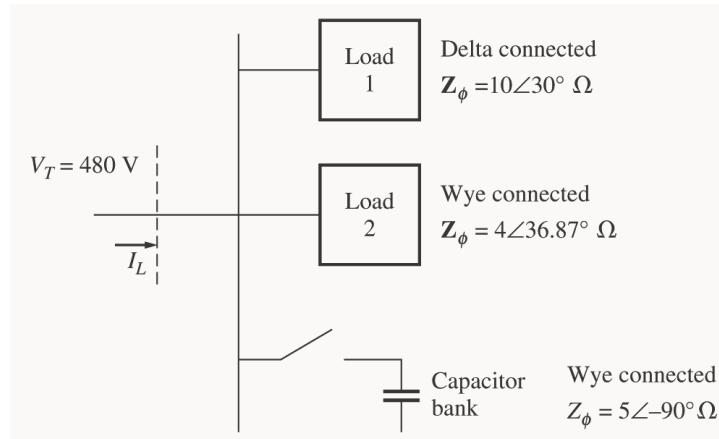 Load
1
Delta connected
Z_ϕ =10∠30° Ω
V_T = 480 V
Load
2
Wye connected
Z_ϕ = 4∠36.87° Ω
I_L
Capacitor
bank
Wye connected
Z_ϕ = 5∠–90° Ω